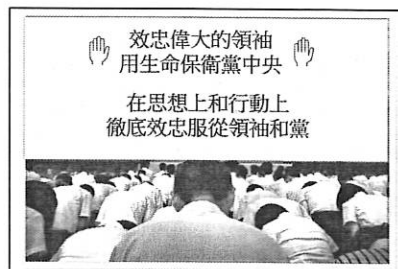 效忠偉大的領袖
用生命保衛黨中央
在思想上和行動上
徹底效忠服從領袖和黨